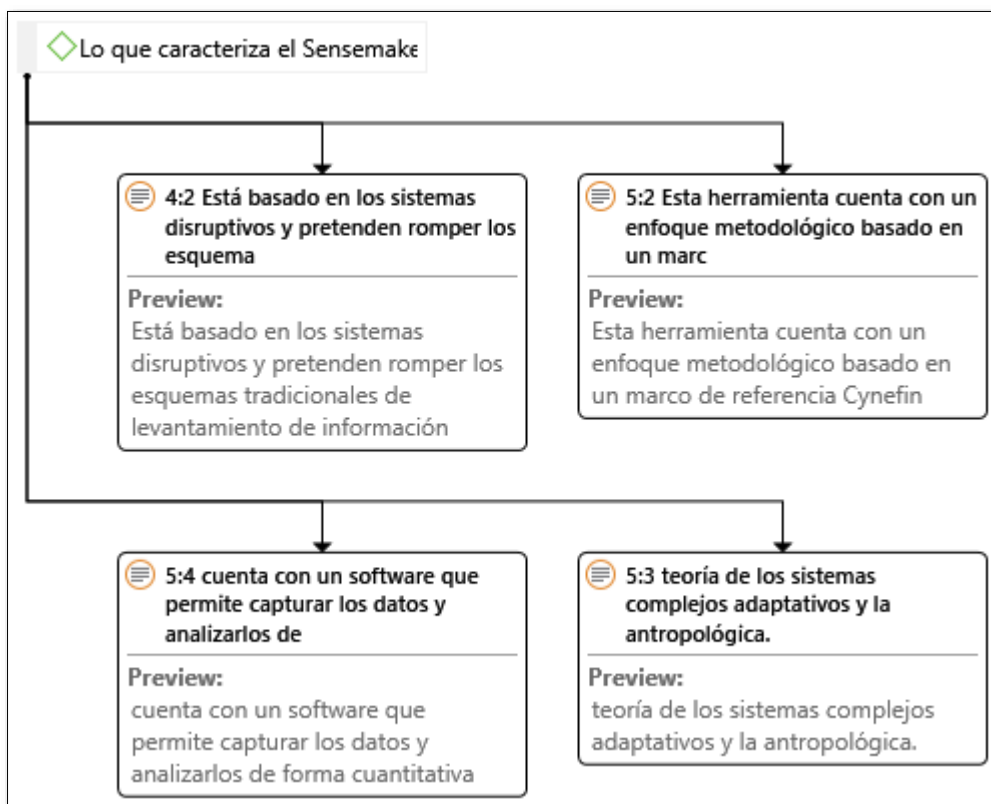 Lo que caracteriza el Sensemake
4:2 Está basado en los sistemas
disruptivos y pretenden romper los
esquema
Preview:
Está basado en los sistemas
disruptivos y pretenden romper los
esquemas tradicionales de
levantamiento de información
5:2 Esta herramienta cuenta con un
enfoque metodológico basado en
un marc
Preview:
Esta herramienta cuenta con un
enfoque metodológico basado en
un marco de referencia Cynefin
5:4 cuenta con un software que
permite capturar los datos y
analizarlos de
Preview:
cuenta con un software que
permite capturar los datos y
analizarlos de forma cuantitativa
5:3 teoría de los sistemas
complejos adaptativos y la
antropológica.
Preview:
teoría de los sistemas complejos
adaptativos y la antropológica.